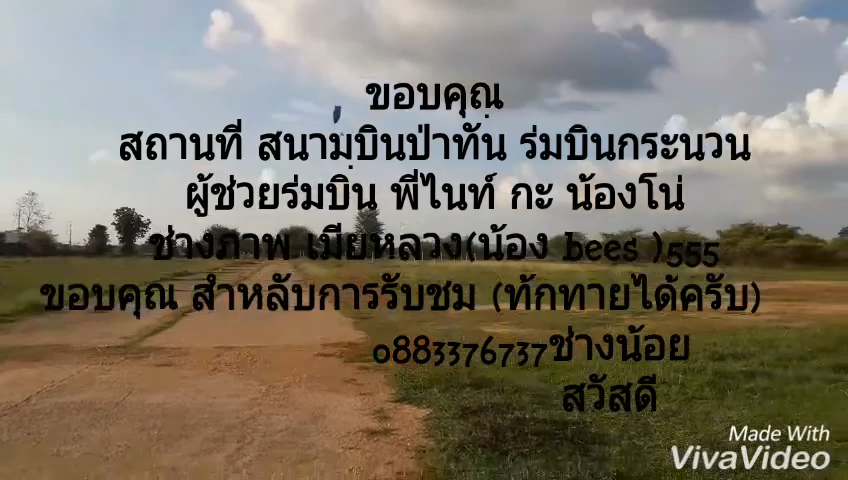 ขอบคุณ
สถานที่ สนามบินป่าทัน ร่มบินกระนวน
ผู้ช่วยร่มบิน พี่ไนท์ กะ น้องโน่
ช่างภาพ เมียหลวง(น้อง bees )555
ขอบคุณ สำหลับการรับชม (ทักทายได้ครับ)
0883376737ช่างน้อย
สวัสดี
Made With
VivaVideo